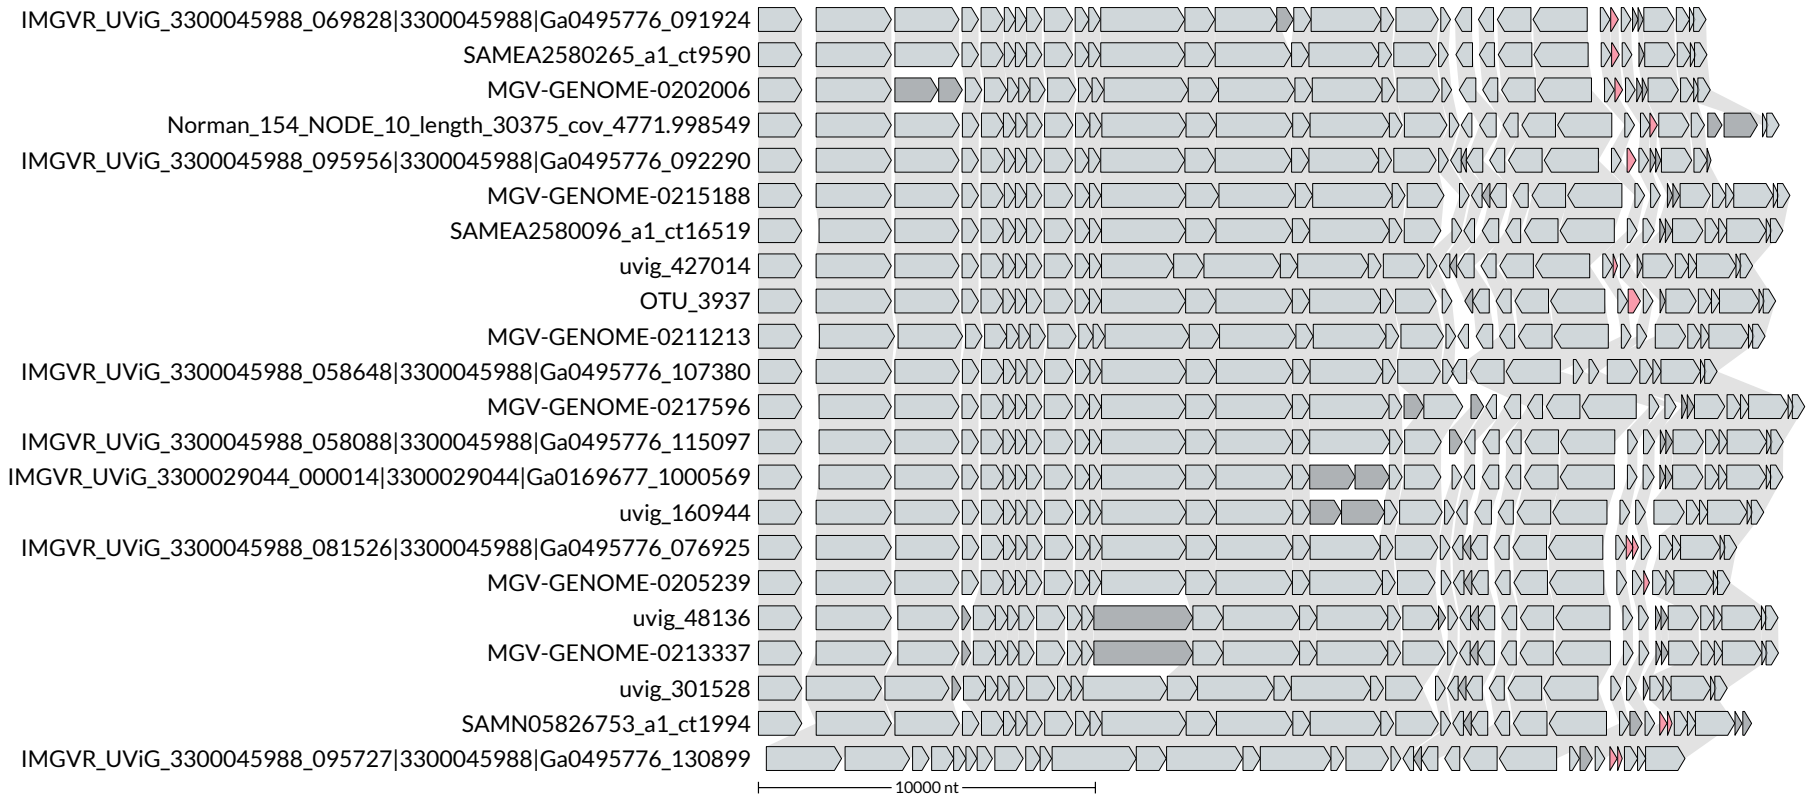 IMGVR_UViG_3300045988_069828|3300045988|Ga0495776_091924
SAMEA2580265_a1_ct9590
MGV-GENOME-0202006
Norman_154_NODE_10_length_30375_cov_4771.998549
IMGVR_UViG_3300045988_095956|3300045988|Ga0495776_092290
MGV-GENOME-0215188
SAMEA2580096_a1_ct16519
uvig_427014
OTU_3937
MGV-GENOME-0211213
IMGVR_UViG_3300045988_058648|3300045988|Ga0495776_107380
MGV-GENOME-0217596
IMGVR_UViG_3300045988_058088|3300045988|Ga0495776_115097
IMGVR_UViG_3300029044_000014|3300029044|Ga0169677_1000569
uvig_160944
IMGVR_UViG_3300045988_081526|3300045988|Ga0495776_076925
MGV-GENOME-0205239
uvig_48136
MGV-GENOME-0213337
uvig_301528
SAMN05826753_a1_ct1994
IMGVR_UViG_3300045988_095727|3300045988|Ga0495776_130899
10000 nt